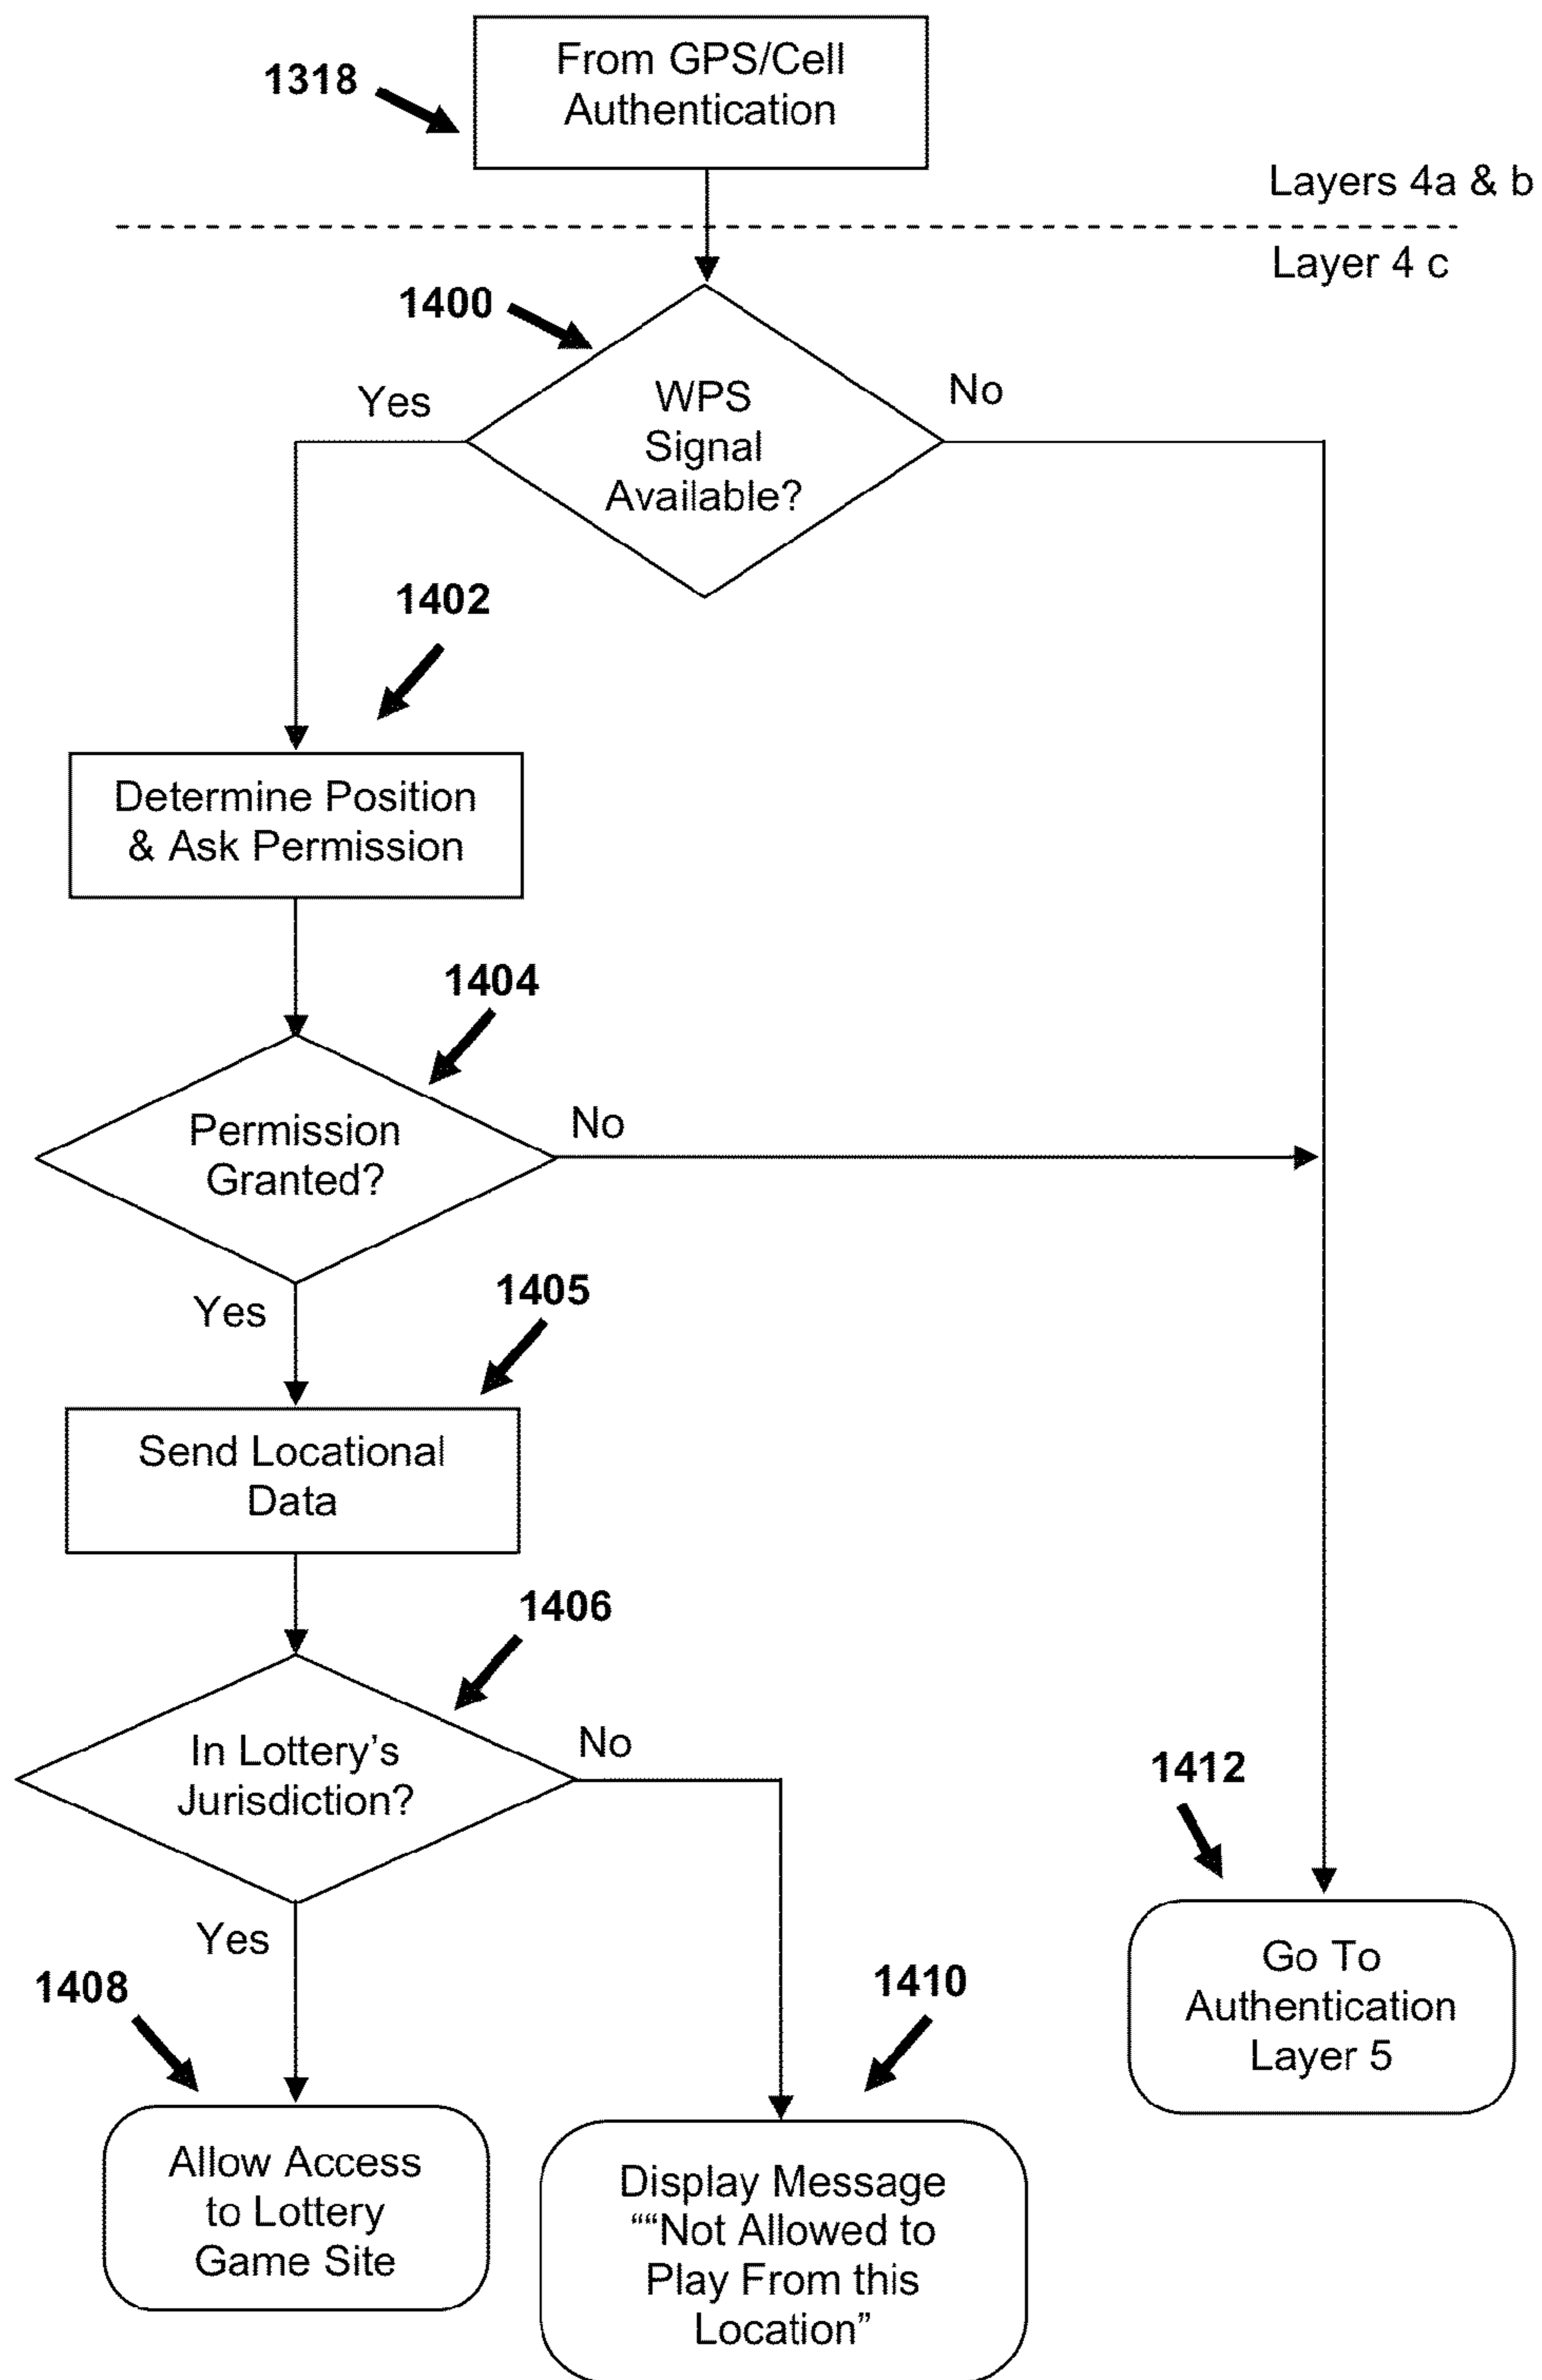 1318
From GPS/Cell
Authentication
Layers 4a & b
Layer 4 c
1400
WPS
Signal
Available?
Yes
No
1402
Determine Position
& Ask Permission
1404
Permission
Granted?
No
Yes
1405
Send Locational
Data
1406
In Lottery’s
Jurisdiction?
No
Yes
1412
Go To
Authentication
Layer 5
1408
Allow Access
to Lottery
Game Site
1410
Display Message
““Not Allowed to
Play From this
Location”